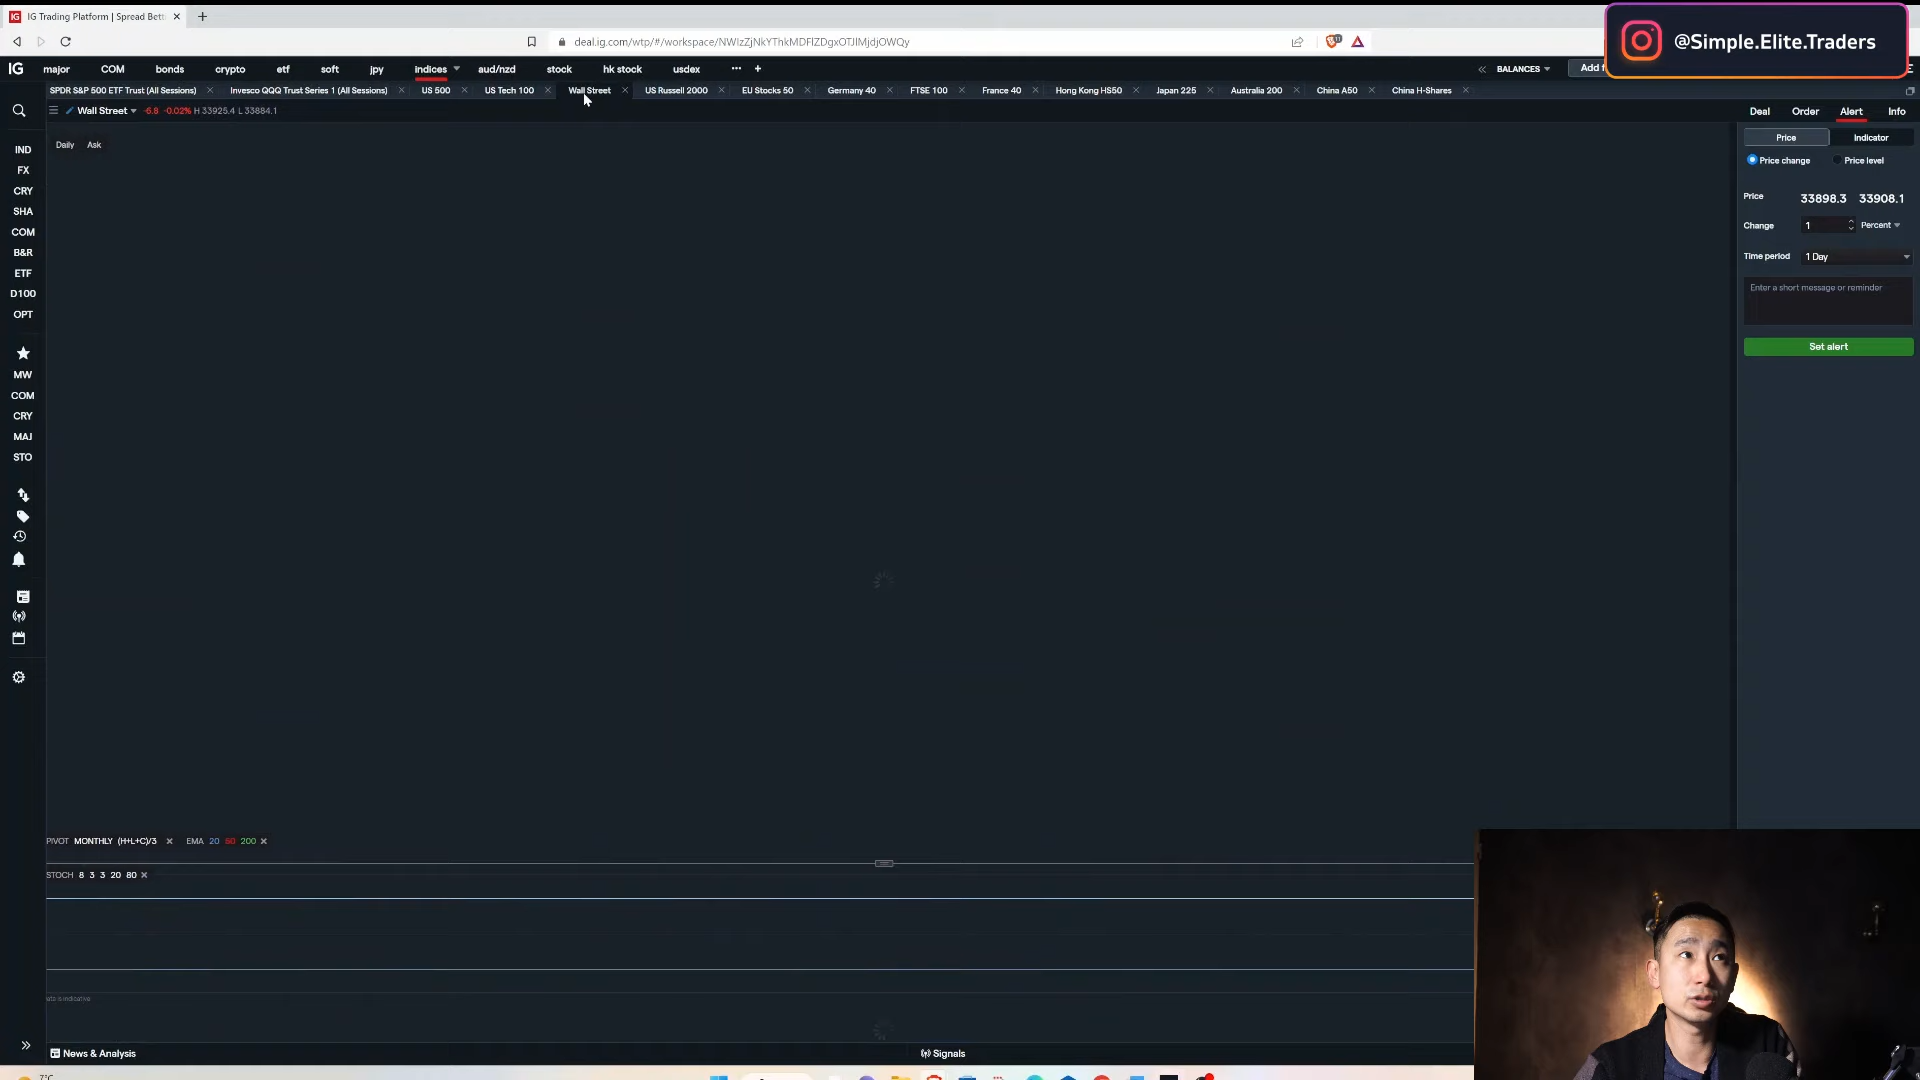 IG Trading Platform | Spread Bett
deal.ig.com/wtp/#/workspace/NWIzZjNkYThkMDFlZDgxOTJlMjdjOWQy
@Simple.Elite.Traders
IG major COM bonds crypto etf soft jpy indices aud/nzd stock hk stock usdex ••• + BALANCES Add f
SPDR S&P 500 ETF Trust (All Sessions) Invesco QQQ Trust Series 1 (All Sessions) US 500 US Tech 100 Wall Street US Russell 2000 EU Stocks 50 Germany 40 FTSE 100 France 40 Hong Kong HS50 Japan 225 Australia 200 China A50 China H-Shares
Wall Street -6.8 -0.02% H 33925.4 L 33884.1
Deal Order Alert Info
Daily Ask
Price Indicator
Price change Price level
Price 33898.3 33908.1
Change 1 Percent
Time period 1 Day
Enter a short message or reminder
Set alert
IND
FX
CRY
SHA
COM
B&R
ETF
D100
OPT
MW
COM
CRY
MAJ
STO
PIVOT MONTHLY (H+L+C)/3 EMA 20 50 200
STOCH 8 3 3 20 80
ata is indicative
News & Analysis Signals
7°C